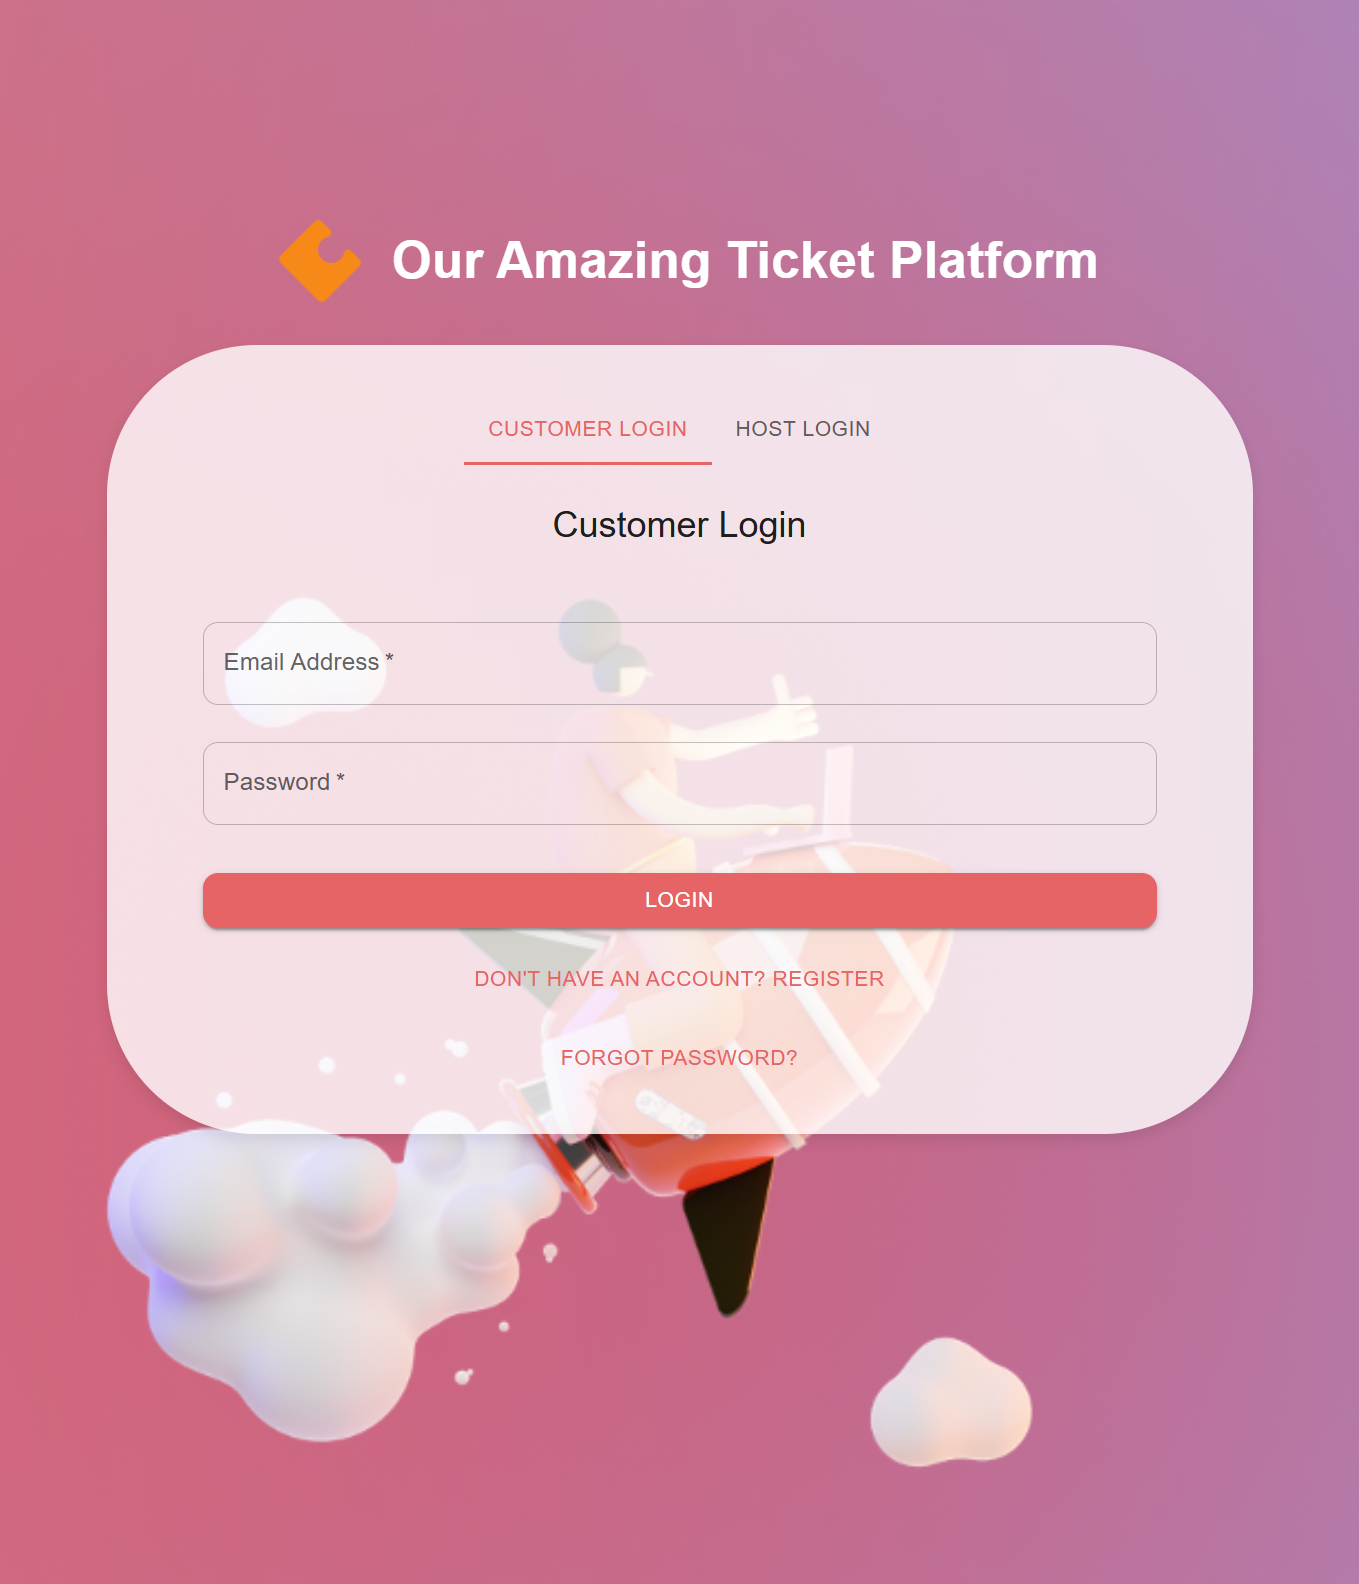 Our Amazing Ticket Platform
CUSTOMER LOGIN HOST LOGIN
Customer Login
Email Address *
Password *
LOGIN
DON'T HAVE AN ACCOUNT? REGISTER
FORGOT PASSWORD?